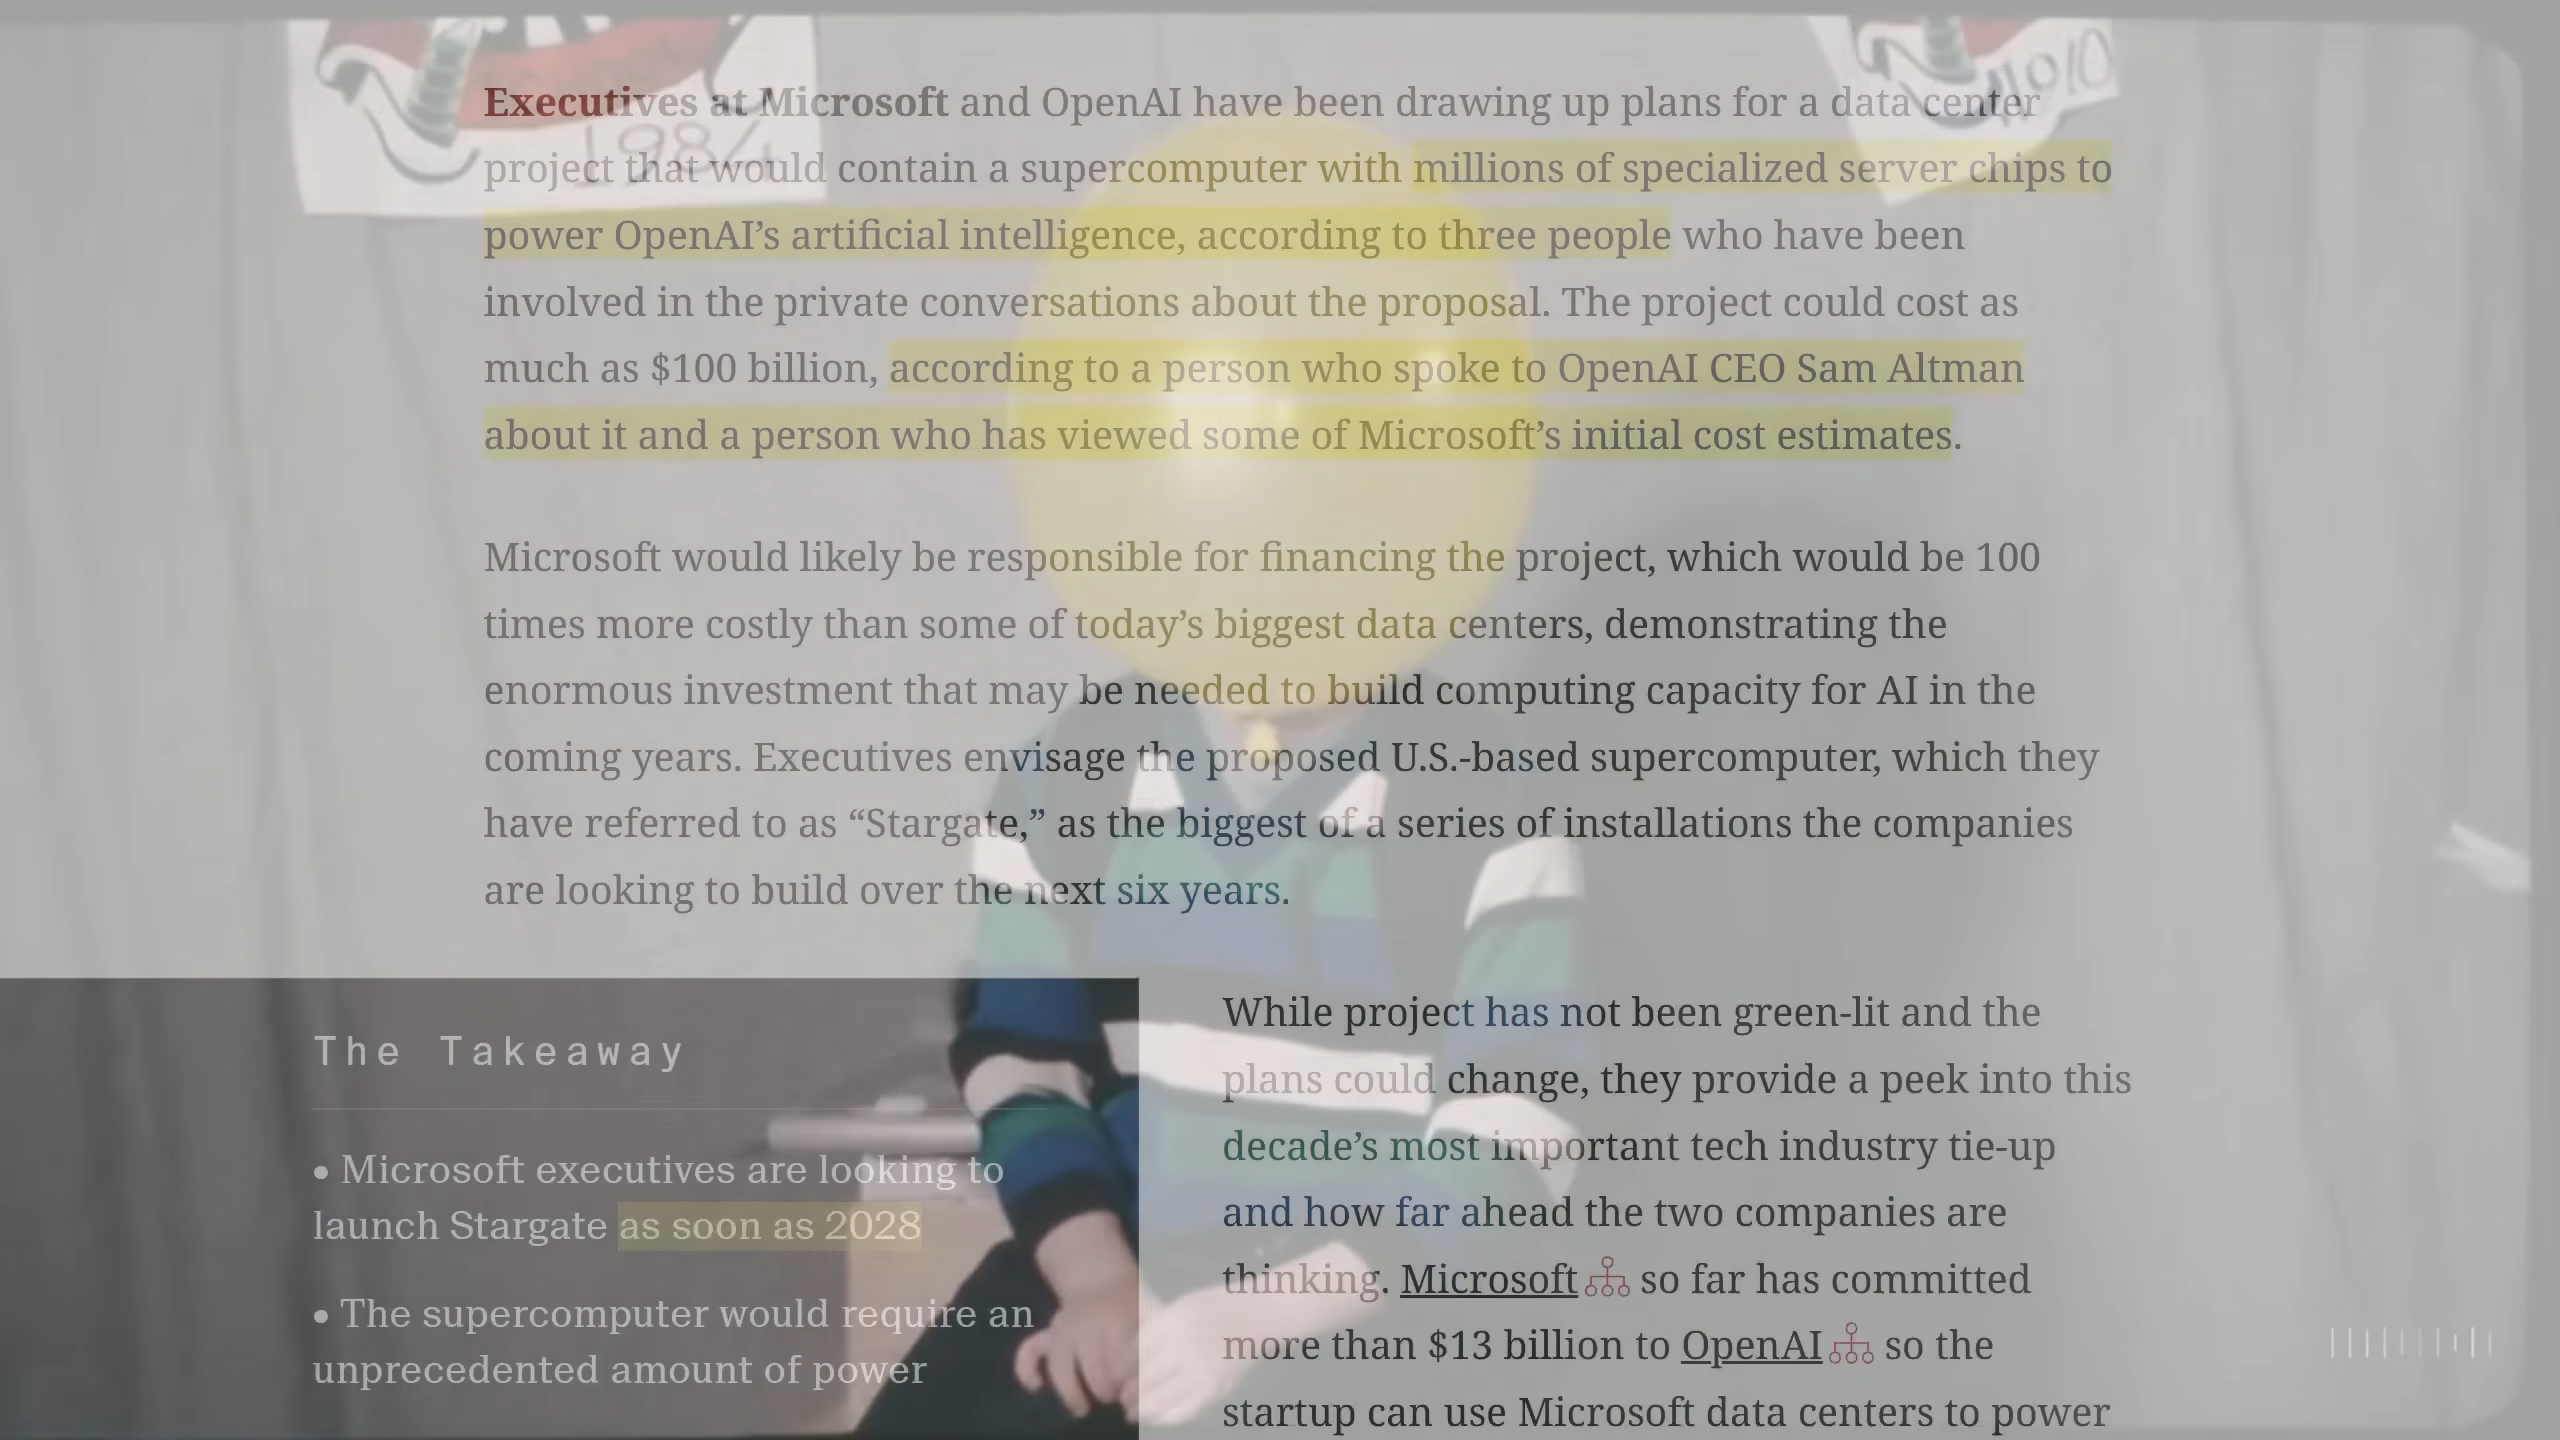 1984
11010
Executives at Microsoft and OpenAI have been drawing up plans for a data center
project that would contain a supercomputer with millions of specialized server chips to
power OpenAI’s artificial intelligence, according to three people who have been
involved in the private conversations about the proposal. The project could cost as
much as $100 billion, according to a person who spoke to OpenAI CEO Sam Altman
about it and a person who has viewed some of Microsoft’s initial cost estimates.
Microsoft would likely be responsible for financing the project, which would be 100
times more costly than some of today’s biggest data centers, demonstrating the
enormous investment that may be needed to build computing capacity for AI in the
coming years. Executives envisage the proposed U.S.-based supercomputer, which they
have referred to as “Stargate,” as the biggest of a series of installations the companies
are looking to build over the next six years.
The Takeaway
• Microsoft executives are looking to
launch Stargate as soon as 2028
• The supercomputer would require an
unprecedented amount of power
While project has not been green-lit and the
plans could change, they provide a peek into this
decade’s most important tech industry tie-up
and how far ahead the two companies are
thinking. Microsoft so far has committed
more than $13 billion to OpenAI so the
startup can use Microsoft data centers to power